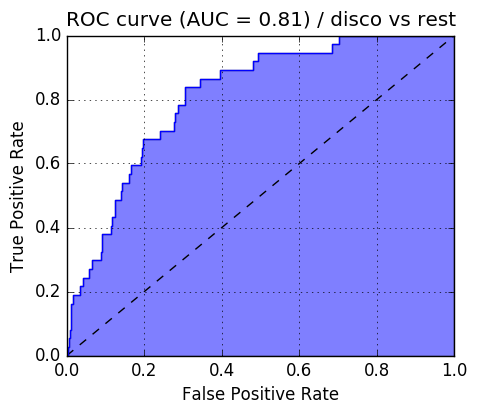 ROC curve (AUC = 0.81) / disco vs rest
1.0
0.8
0.6
0.4
0.2
0.0
True Positive Rate
0.0 0.2 0.4 0.6 0.8 1.0
False Positive Rate